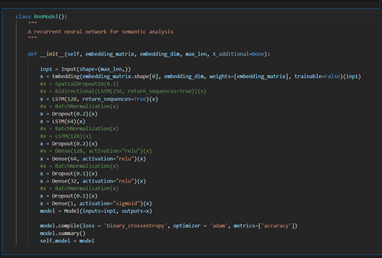 class RnnModel():
"""
A recurrent neural network for semantic analysis
"""
def __init__(self, embedding_matrix, embedding_dim, max_len, X_additional=None):
inp1 = Input(shape=(max_len,))
x = Embedding(embedding_matrix.shape[0], embedding_dim, weights=[embedding_matrix], trainable=False)(inp1)
#x = SpatialDropout1D(0.3)
#x = Bidirectional(LSTM(256, return_sequences=True))(x)
x = LSTM(128, return_sequences=True)(x)
#x = BatchNormalization(x)
x = Dropout(0.2)(x)
x = LSTM(64)(x)
#x = BatchNormalization(x)
#x = LSTM(128)(x)
x = Dropout(0.2)(x)
#x = Dense(128, activation="relu")(x)
x = Dense(64, activation="relu")(x)
#x = BatchNormalization(x)
x = Dropout(0.1)(x)
x = Dense(32, activation="relu")(x)
#x = BatchNormalization(x)
x = Dropout(0.1)(x)
x = Dense(1, activation="sigmoid")(x)
model = Model(inputs=inp1, outputs=x)
model.compile(loss = 'binary_crossentropy', optimizer = 'adam', metrics=['accuracy'])
model.summary()
self.model = model